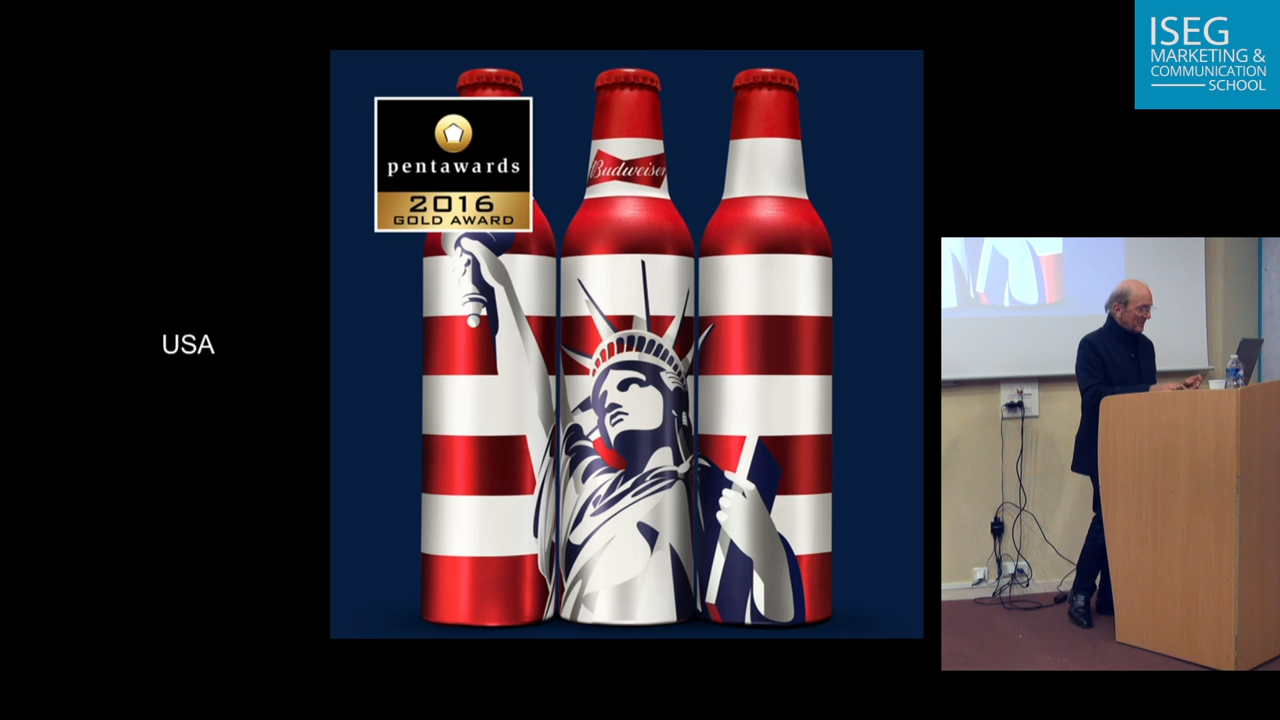 ISEG
MARKETING &
COMMUNICATION
SCHOOL
pentawards
2016
GOLD AWARD
Budweiser
USA